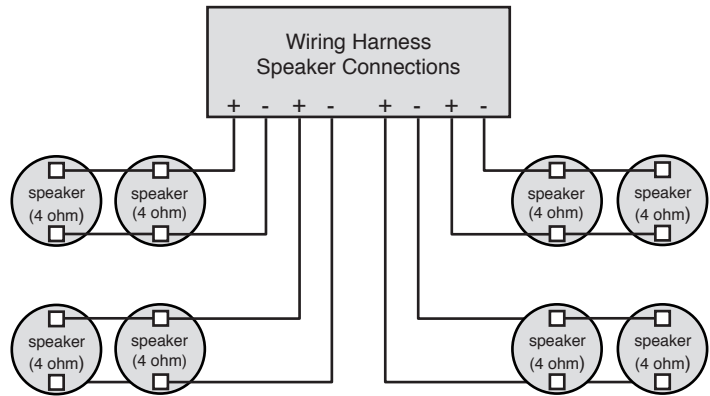 Wiring Harness
Speaker Connections
+ - + - + - + -
speaker
(4 ohm)
speaker
(4 ohm)
speaker
(4 ohm)
speaker
(4 ohm)
speaker
(4 ohm)
speaker
(4 ohm)
speaker
(4 ohm)
speaker
(4 ohm)